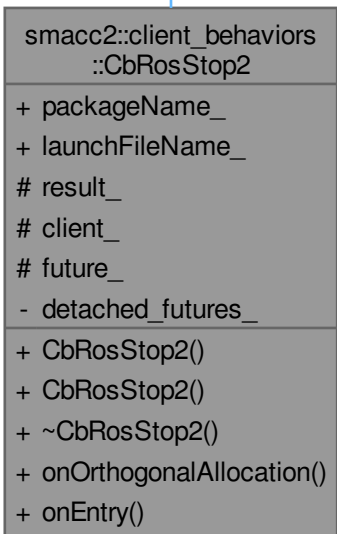 smacc2::client_behaviors
::CbRosStop2
+ packageName_
+ launchFileName_
# result_
# client_
# future_
- detached_futures_
+ CbRosStop2()
+ CbRosStop2()
+ ~CbRosStop2()
+ onOrthogonalAllocation()
+ onEntry()